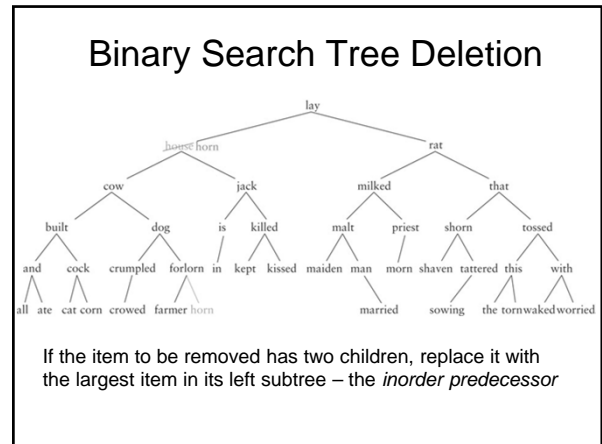 Binary Search Tree Deletion
lay
house horn rat
cow jack milked that
built dog is killed malt priest shorn tossed
and cock crumpled forlorn in kept kissed maiden man morn shaven tattered this with
all ate cat corn crowed farmer horn married sowing the torn waked worried
If the item to be removed has two children, replace it with
the largest item in its left subtree – the inorder predecessor